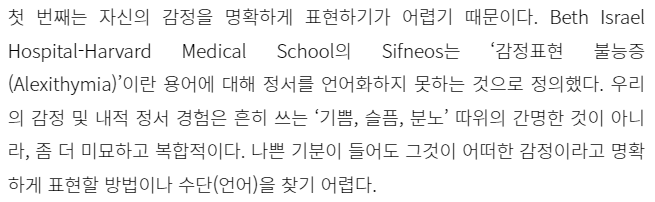 첫 번째는 자신의 감정을 명확하게 표현하기가 어렵기 때문이다. Beth Israel
Hospital-Harvard Medical School의 Sifneos는 ‘감정표현 불능증
(Alexithymia)’이란 용어에 대해 정서를 언어화하지 못하는 것으로 정의했다. 우리
의 감정 및 내적 정서 경험은 흔히 쓰는 ‘기쁨, 슬픔, 분노’ 따위의 간명한 것이 아니
라, 좀 더 미묘하고 복합적이다. 나쁜 기분이 들어도 그것이 어떠한 감정이라고 명확
하게 표현할 방법이나 수단(언어)을 찾기 어렵다.